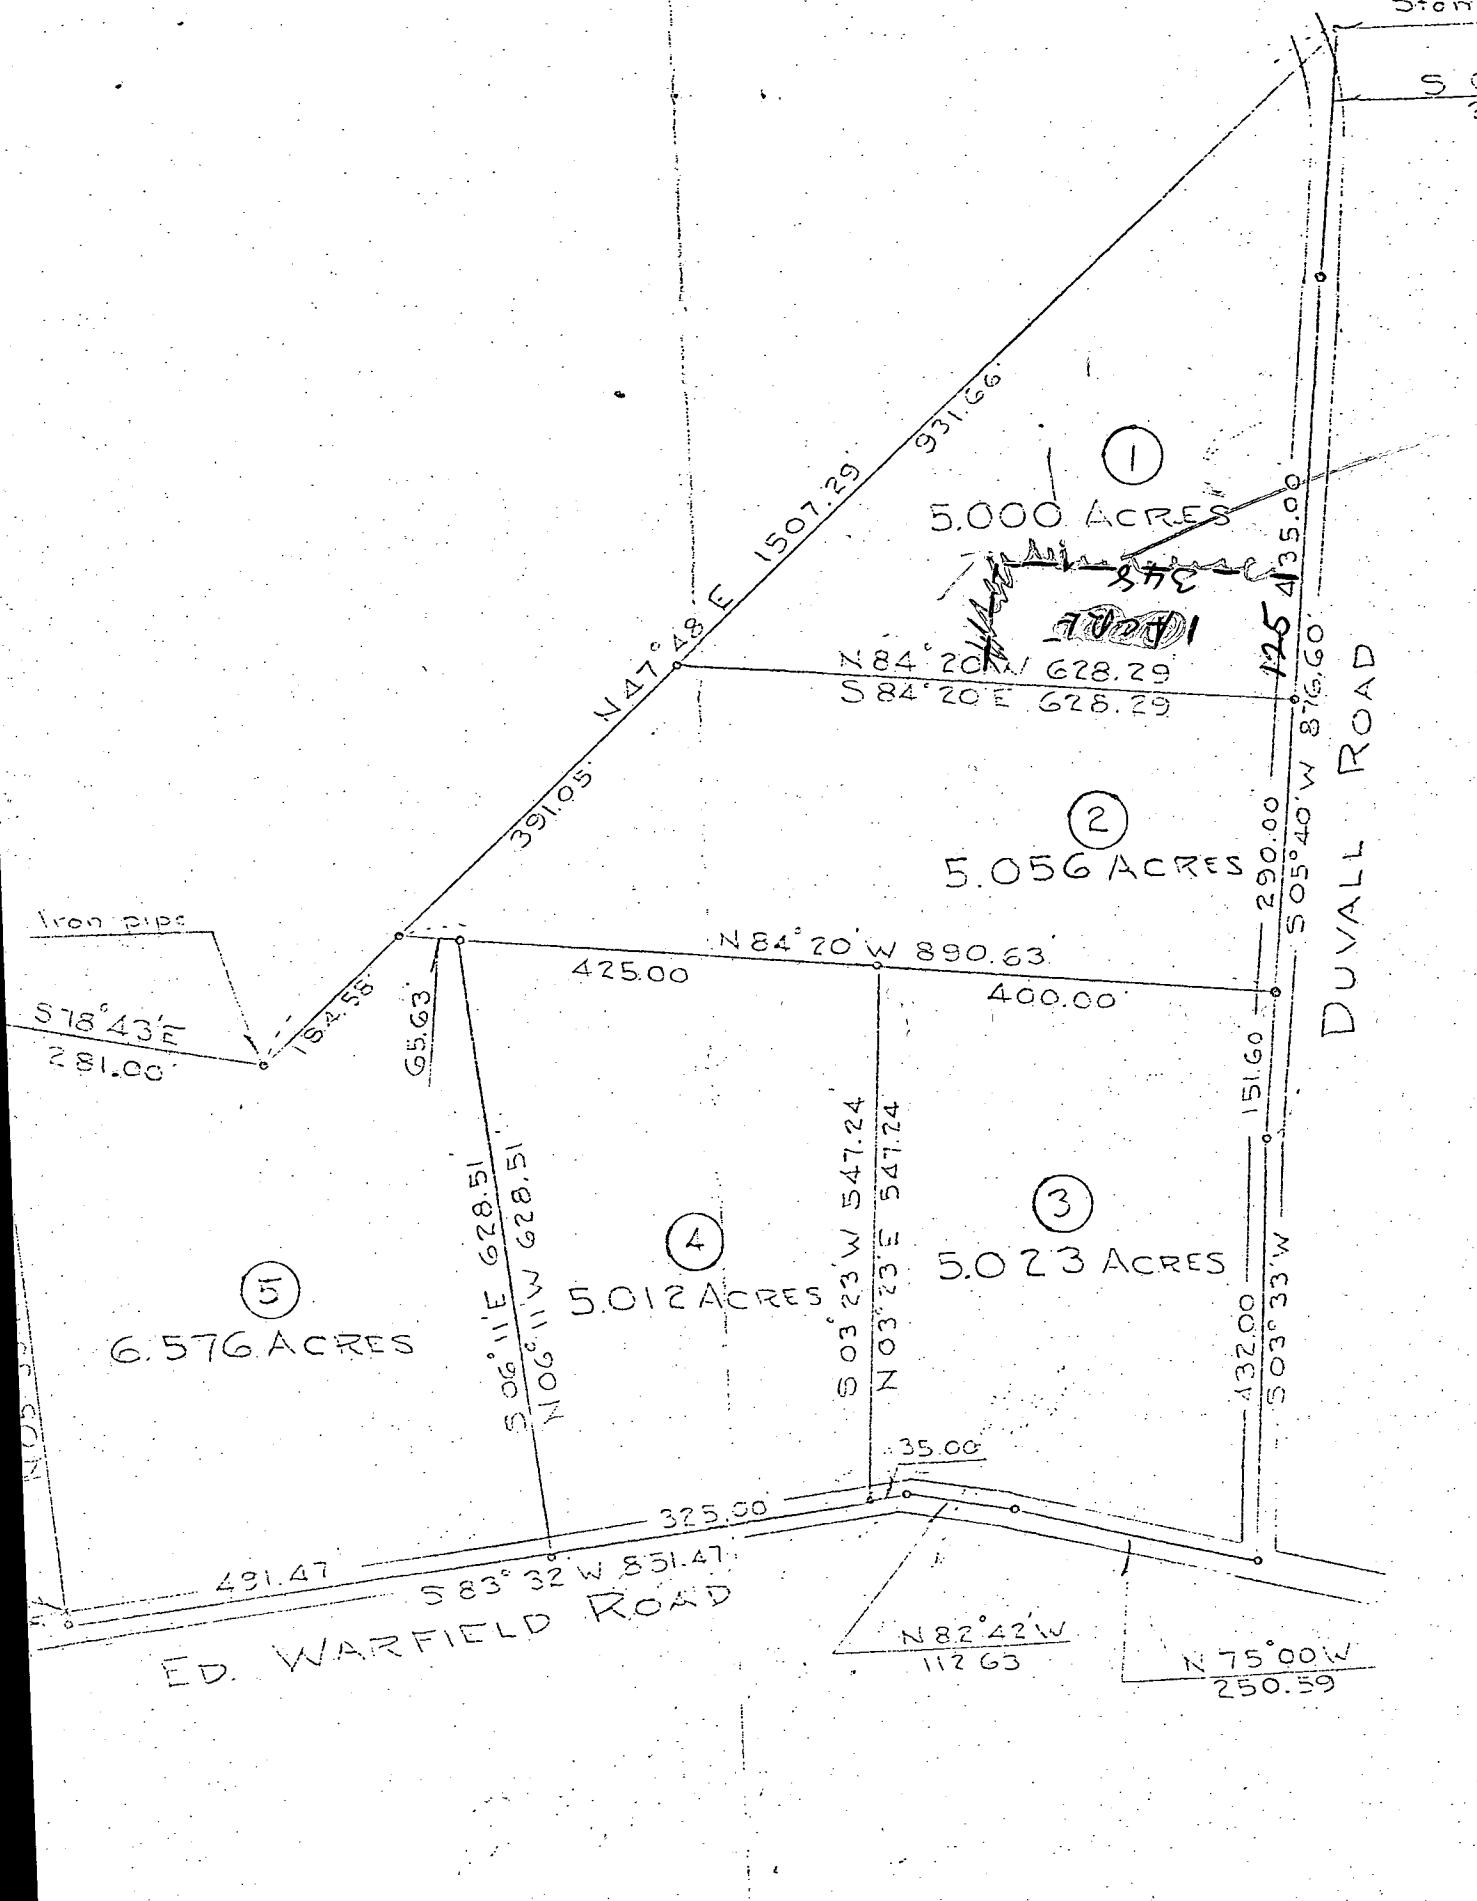 S
931.66'
1
5.000 ACRES
N 47°48' E 1507.29'
435.00'
348
1 ACRE
125
N 84°20' W 628.29
S 84°20' E 628.29
S 05°40' W 876.60'
DUVALL ROAD
391.05'
2
5.056 ACRES
290.00
Iron pipe
N 84°20' W 890.63'
425.00
400.00'
184.58'
65.63'
S 78°43' E
281.00'
151.60
S 06°11' E 628.51
N 06°11' W 628.51'
S 03°23' W 547.24
N 03°23' E 547.24
3
5.023 ACRES
4
5.012 ACRES
5
6.576 ACRES
432.00
S 03°33' W
35.00
325.00'
491.47
S 83°32' W 851.47'
ED. WARFIELD ROAD
N 82°42' W
112.63
N 75°00' W
250.59